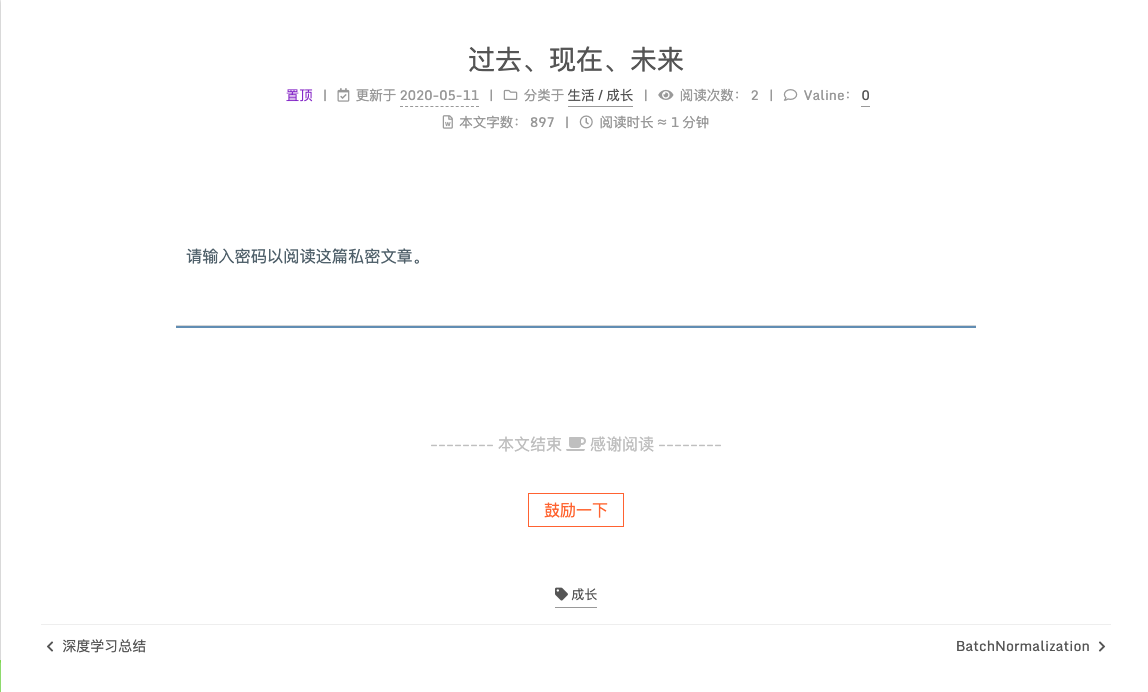 过去、现在、未来
置顶 | 更新于 2020-05-11 | 分类于 生活 / 成长 | 阅读次数： 2 | Valine： 0
本文字数： 897 | 阅读时长 ≈ 1 分钟
请输入密码以阅读这篇私密文章。
-------- 本文结束 感谢阅读 --------
鼓励一下
成长
深度学习总结 BatchNormalization